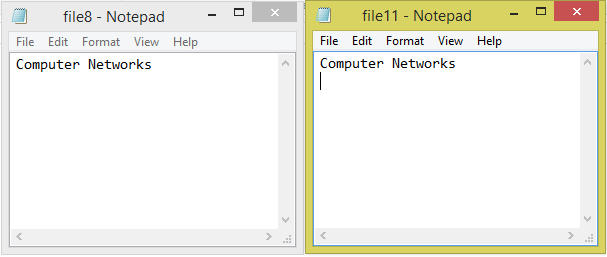 file8 - Notepad
File Edit Format View Help
Computer Networks
file11 - Notepad
File Edit Format View Help
Computer Networks